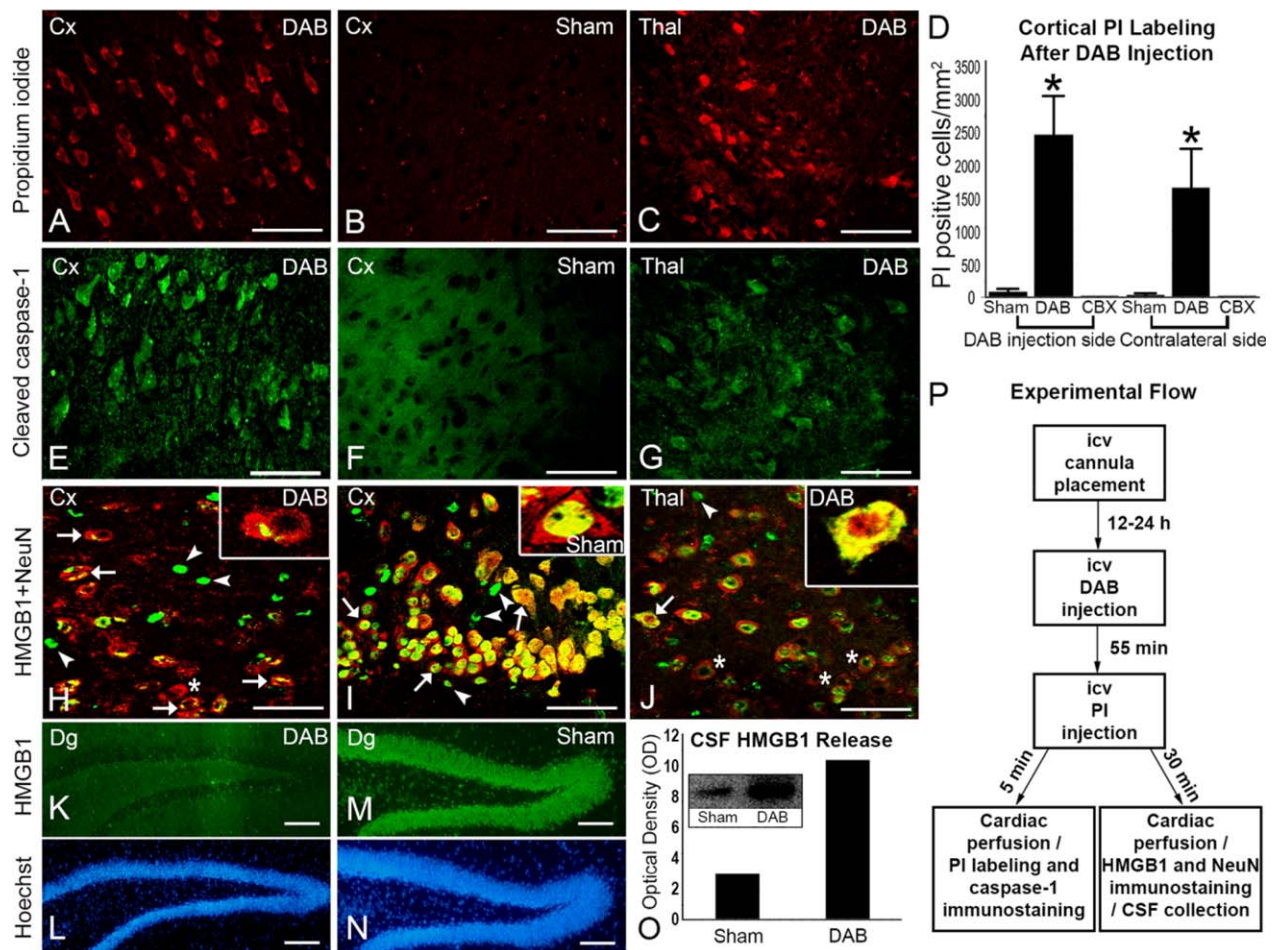 Cx DAB
Cx Sham
Thal DAB
Propidium iodide
A
B
C
D
Cortical PI Labeling
After DAB Injection
PI positive cells/mm²
3500
3000
2500
2000
1500
1000
500
0
*
*
Sham DAB CBX Sham DAB CBX
DAB injection side Contralateral side
Cx DAB
Cx Sham
Thal DAB
Cleaved caspase-1
E
F
G
Cx DAB
Cx Sham
Thal DAB
HMGB1+NeuN
*
* * *
H
I
J
Dg DAB
Dg Sham
HMGB1
K
M
Hoechst
L
N
CSF HMGB1 Release
Optical Density (OD)
12
10
8
6
4
2
0
Sham DAB
O
Sham DAB
P
Experimental Flow
icv
cannula
placement
12-24 h
icv
DAB
injection
55 min
icv
PI
injection
5 min
30 min
Cardiac
perfusion /
PI labeling and
caspase-1
immunostaining
Cardiac
perfusion /
HMGB1 and NeuN
immunostaining
/ CSF collection